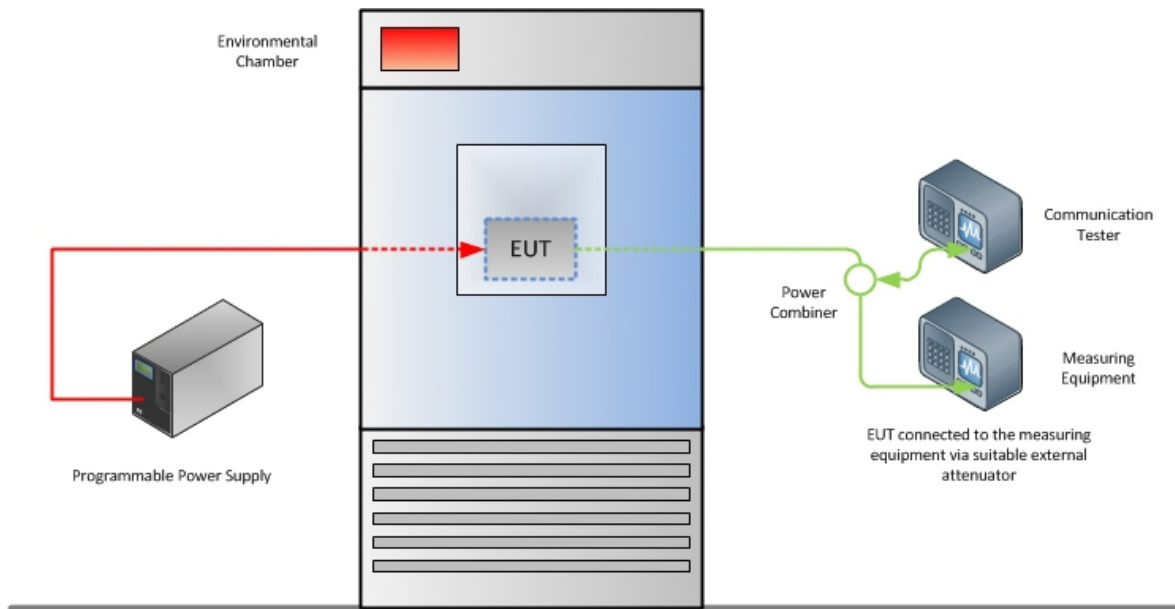 Environmental
Chamber
EUT
Communication
Tester
Power
Combiner
Measuring
Equipment
EUT connected to the measuring
equipment via suitable external
attenuator
Programmable Power Supply